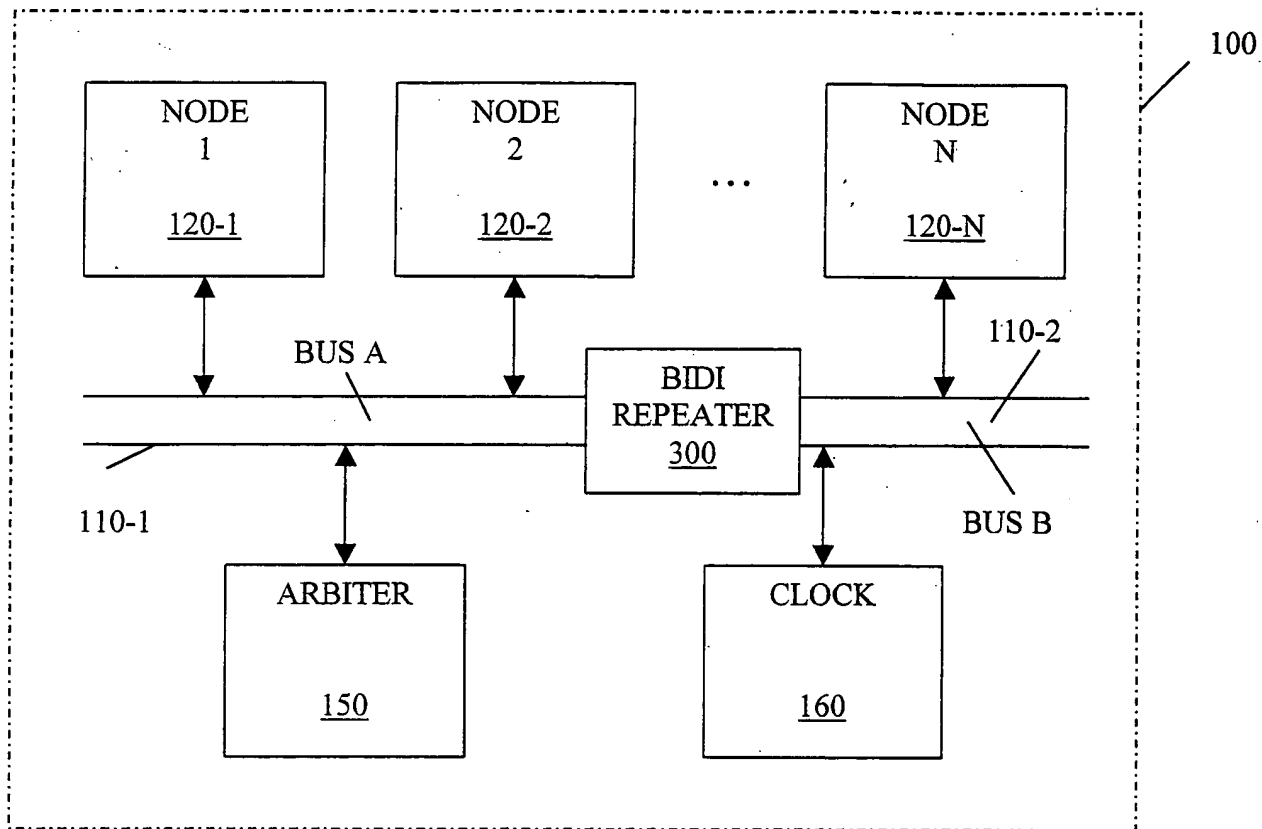 100
NODE
1
120-1
NODE
2
120-2
...
NODE
N
120-N
BUS A
BIDI
REPEATER
300
110-2
110-1
BUS B
ARBITER
150
CLOCK
160